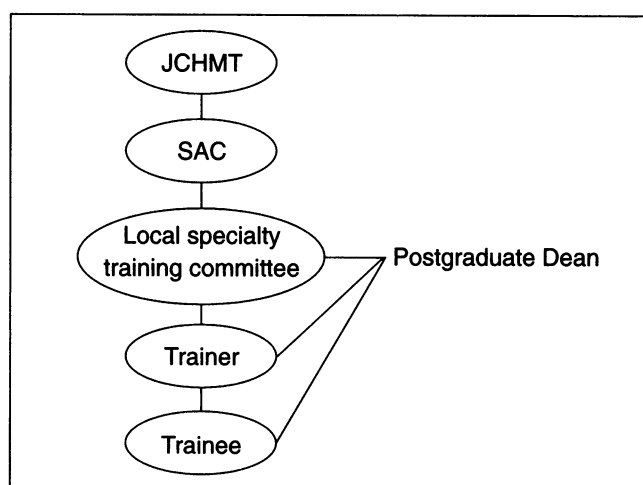 JCHMT
SAC
Local specialty
training committee
Postgraduate Dean
Trainer
Trainee